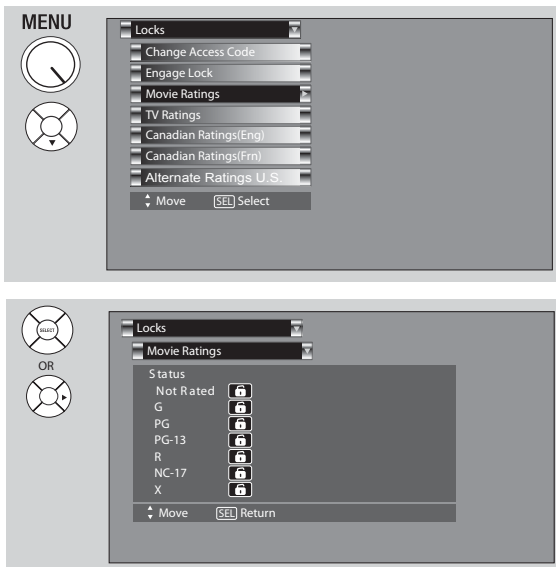 MENU
Locks
Change Access Code
Engage Lock
Movie Ratings
TV Ratings
Canadian Ratings(Eng)
Canadian Ratings(Frn)
Alternate Ratings U.S.
Move SEL Select
SELECT
OR
Locks
Movie Ratings
Status
Not Rated
G
PG
PG-13
R
NC-17
X
Move SEL Return